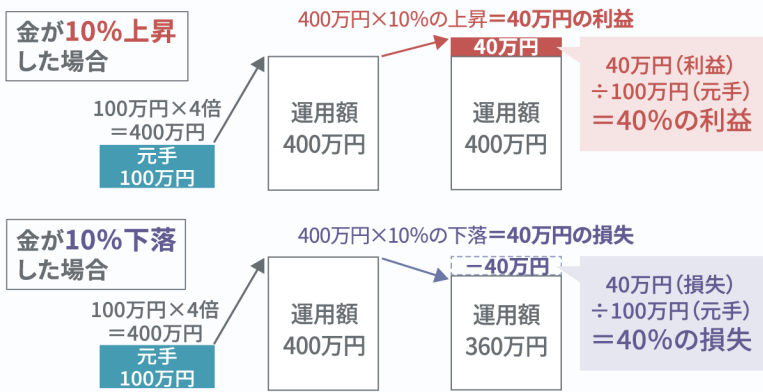 金が10%上昇
した場合
400万円×10%の上昇＝40万円の利益
100万円×4倍
＝400万円
元手
100万円
運用額
400万円
40万円
運用額
400万円
40万円（利益）
÷100万円（元手）
＝40%の利益
金が10%下落
した場合
400万円×10%の下落＝40万円の損失
100万円×4倍
＝400万円
元手
100万円
運用額
400万円
－40万円
運用額
360万円
40万円（損失）
÷100万円（元手）
＝40%の損失